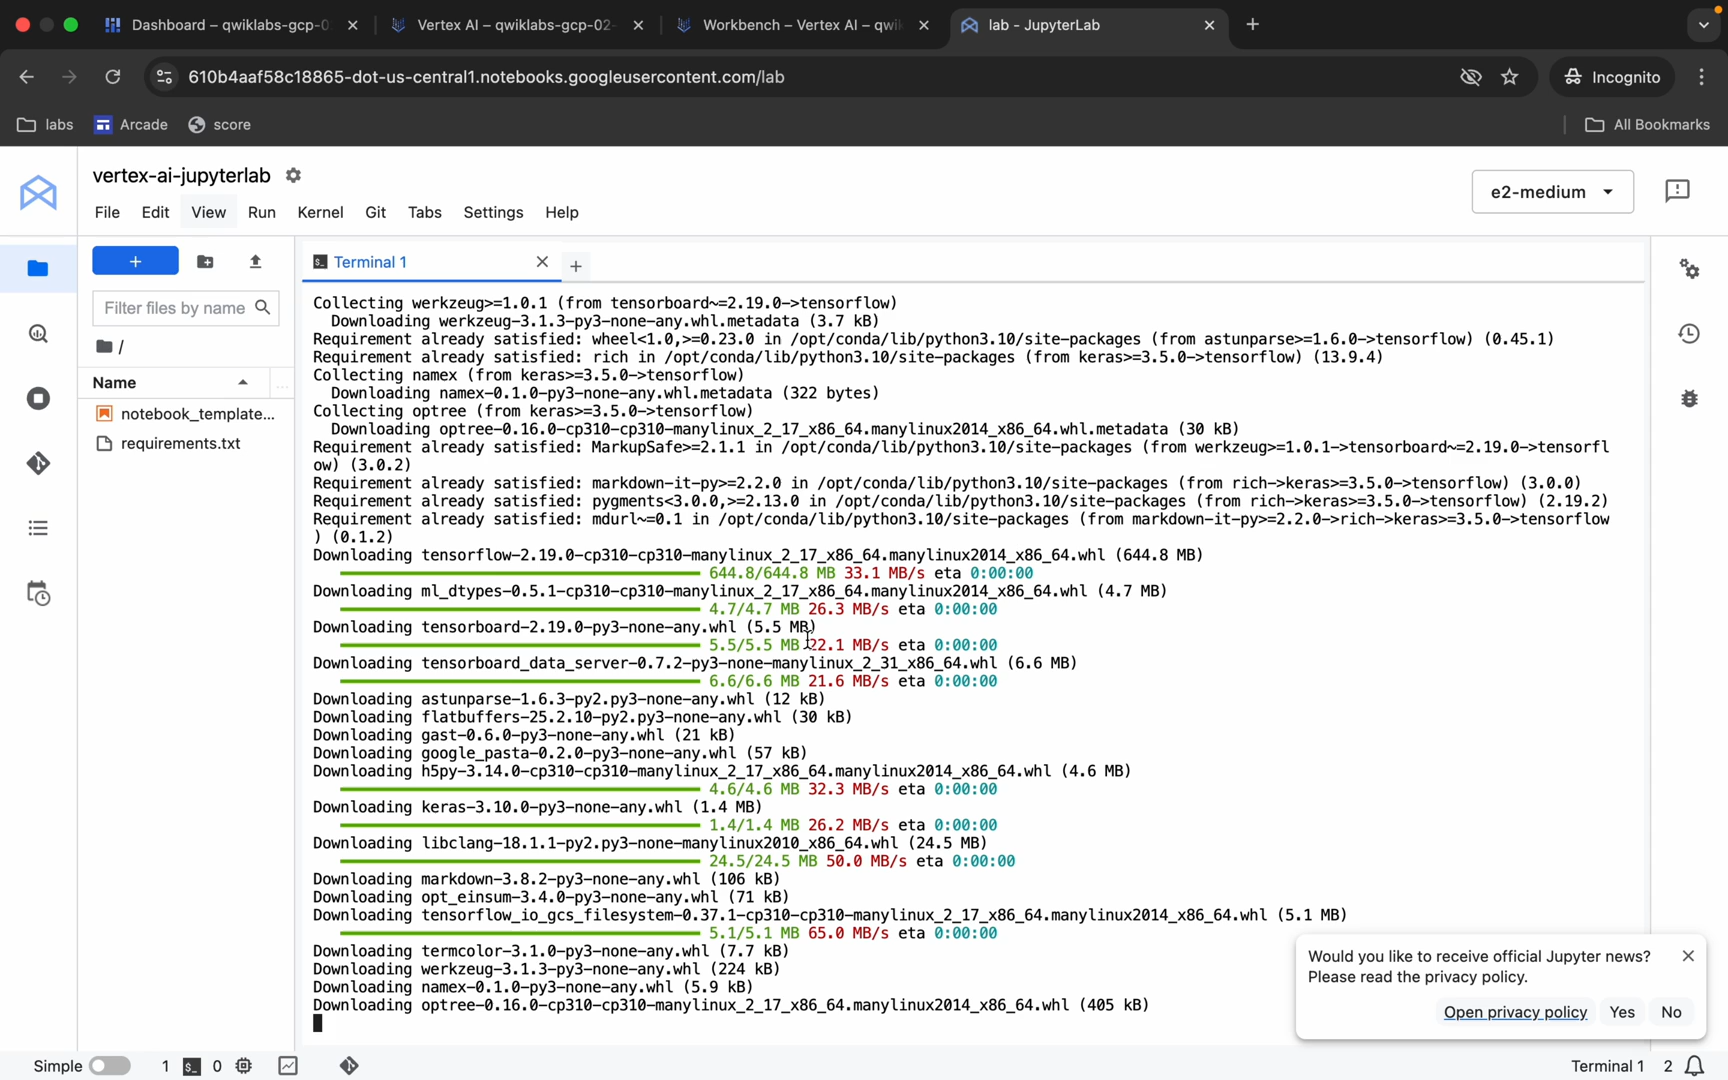 Dashboard – qwiklabs-gcp-0
Vertex AI – qwiklabs-gcp-02-
Workbench – Vertex AI – qwi
lab - JupyterLab
610b4aaf58c18865-dot-us-central1.notebooks.googleusercontent.com/lab
Incognito
labs
Arcade
score
All Bookmarks
vertex-ai-jupyterlab
File Edit View Run Kernel Git Tabs Settings Help
e2-medium
Filter files by name
/
Name
notebook_template...
requirements.txt
Terminal 1
Collecting werkzeug>=1.0.1 (from tensorboard~=2.19.0->tensorflow)
Downloading werkzeug-3.1.3-py3-none-any.whl.metadata (3.7 kB)
Requirement already satisfied: wheel<1.0,>=0.23.0 in /opt/conda/lib/python3.10/site-packages (from astunparse>=1.6.0->tensorflow) (0.45.1)
Requirement already satisfied: rich in /opt/conda/lib/python3.10/site-packages (from keras>=3.5.0->tensorflow) (13.9.4)
Collecting namex (from keras>=3.5.0->tensorflow)
Downloading namex-0.1.0-py3-none-any.whl.metadata (322 bytes)
Collecting optree (from keras>=3.5.0->tensorflow)
Downloading optree-0.16.0-cp310-cp310-manylinux_2_17_x86_64.manylinux2014_x86_64.whl.metadata (30 kB)
Requirement already satisfied: MarkupSafe>=2.1.1 in /opt/conda/lib/python3.10/site-packages (from werkzeug>=1.0.1->tensorboard~=2.19.0->tensorfl
ow) (3.0.2)
Requirement already satisfied: markdown-it-py>=2.2.0 in /opt/conda/lib/python3.10/site-packages (from rich->keras>=3.5.0->tensorflow) (3.0.0)
Requirement already satisfied: pygments<3.0.0,>=2.13.0 in /opt/conda/lib/python3.10/site-packages (from rich->keras>=3.5.0->tensorflow) (2.19.2)
Requirement already satisfied: mdurl~=0.1 in /opt/conda/lib/python3.10/site-packages (from markdown-it-py>=2.2.0->rich->keras>=3.5.0->tensorflow
) (0.1.2)
Downloading tensorflow-2.19.0-cp310-cp310-manylinux_2_17_x86_64.manylinux2014_x86_64.whl (644.8 MB)
644.8/644.8 MB 33.1 MB/s eta 0:00:00
Downloading ml_dtypes-0.5.1-cp310-cp310-manylinux_2_17_x86_64.manylinux2014_x86_64.whl (4.7 MB)
4.7/4.7 MB 26.3 MB/s eta 0:00:00
Downloading tensorboard-2.19.0-py3-none-any.whl (5.5 MB)
5.5/5.5 MB 22.1 MB/s eta 0:00:00
Downloading tensorboard_data_server-0.7.2-py3-none-manylinux_2_31_x86_64.whl (6.6 MB)
6.6/6.6 MB 21.6 MB/s eta 0:00:00
Downloading astunparse-1.6.3-py2.py3-none-any.whl (12 kB)
Downloading flatbuffers-25.2.10-py2.py3-none-any.whl (30 kB)
Downloading gast-0.6.0-py3-none-any.whl (21 kB)
Downloading google_pasta-0.2.0-py3-none-any.whl (57 kB)
Downloading h5py-3.14.0-cp310-cp310-manylinux_2_17_x86_64.manylinux2014_x86_64.whl (4.6 MB)
4.6/4.6 MB 32.3 MB/s eta 0:00:00
Downloading keras-3.10.0-py3-none-any.whl (1.4 MB)
1.4/1.4 MB 26.2 MB/s eta 0:00:00
Downloading libclang-18.1.1-py2.py3-none-manylinux2010_x86_64.whl (24.5 MB)
24.5/24.5 MB 50.0 MB/s eta 0:00:00
Downloading markdown-3.8.2-py3-none-any.whl (106 kB)
Downloading opt_einsum-3.4.0-py3-none-any.whl (71 kB)
Downloading tensorflow_io_gcs_filesystem-0.37.1-cp310-cp310-manylinux_2_17_x86_64.manylinux2014_x86_64.whl (5.1 MB)
5.1/5.1 MB 65.0 MB/s eta 0:00:00
Downloading termcolor-3.1.0-py3-none-any.whl (7.7 kB)
Downloading werkzeug-3.1.3-py3-none-any.whl (224 kB)
Downloading namex-0.1.0-py3-none-any.whl (5.9 kB)
Downloading optree-0.16.0-cp310-cp310-manylinux_2_17_x86_64.manylinux2014_x86_64.whl (405 kB)
Would you like to receive official Jupyter news?
Please read the privacy policy.
Open privacy policy Yes No
Simple 1 0 Terminal 1 2